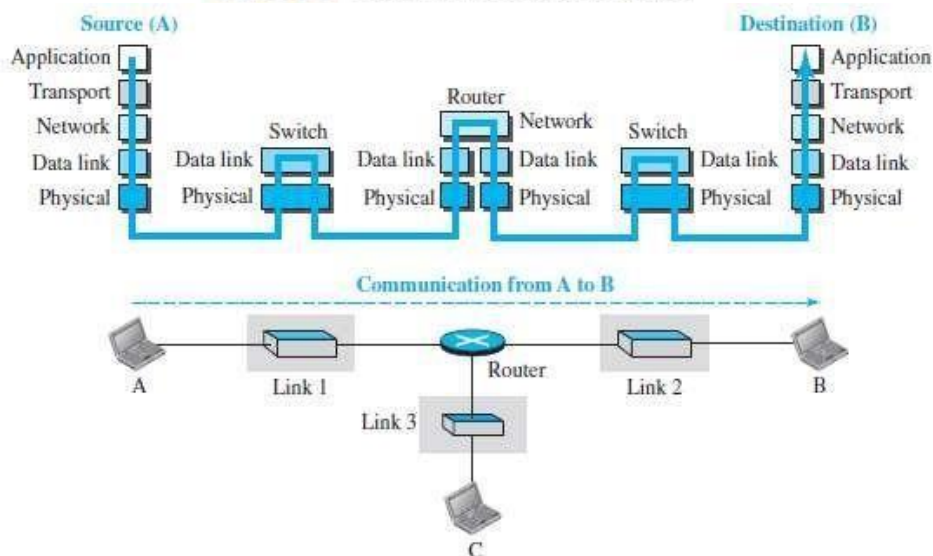 Source (A)
Destination (B)
Application
Application
Transport
Transport
Router
Network
Network
Network
Switch
Switch
Data link
Data link
Data link
Data link
Data link
Data link
Physical
Physical
Physical
Physical
Physical
Physical
Communication from A to B
A
Link 1
Router
Link 2
B
Link 3
C